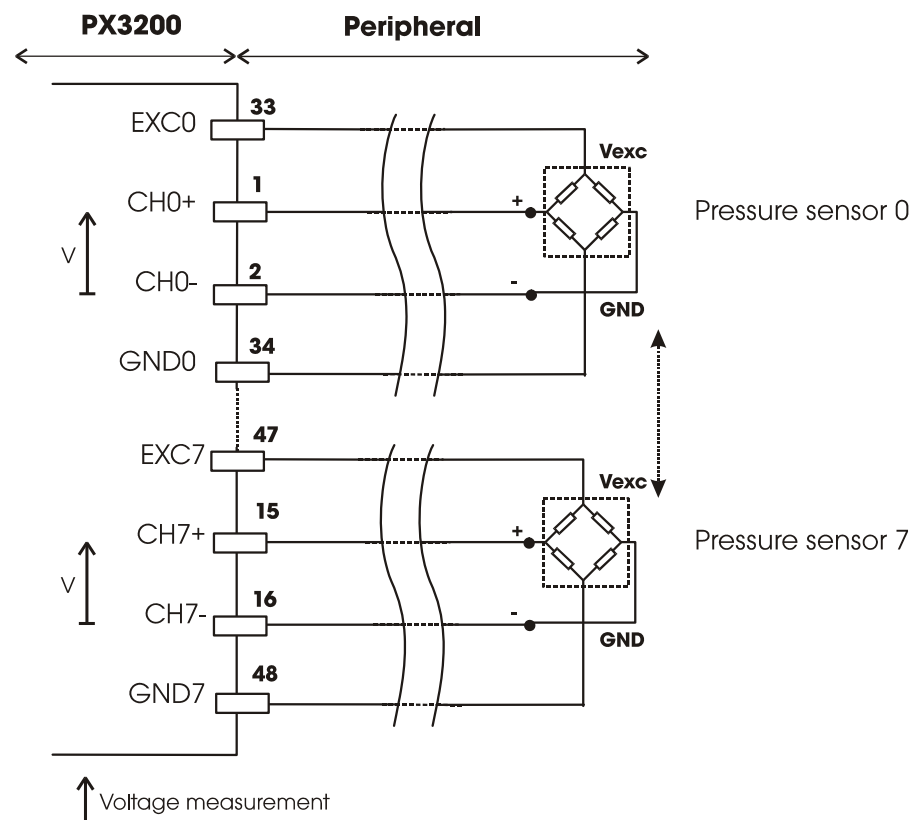 PX3200 Peripheral
33
EXC0
Vexc
1
CH0+
+
Pressure sensor 0
V
2
CH0-
-
GND
34
GND0
47
EXC7
Vexc
15
CH7+
+
Pressure sensor 7
V
16
CH7-
-
GND
48
GND7
Voltage measurement